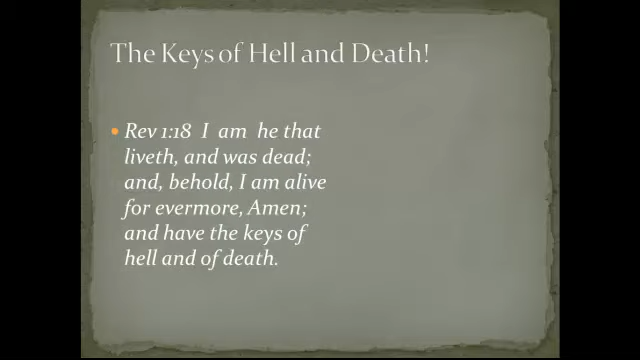 The Keys of Hell and Death!
• Rev 1:18 I am he that
liveth, and was dead;
and, behold, I am alive
for evermore, Amen;
and have the keys of
hell and of death.